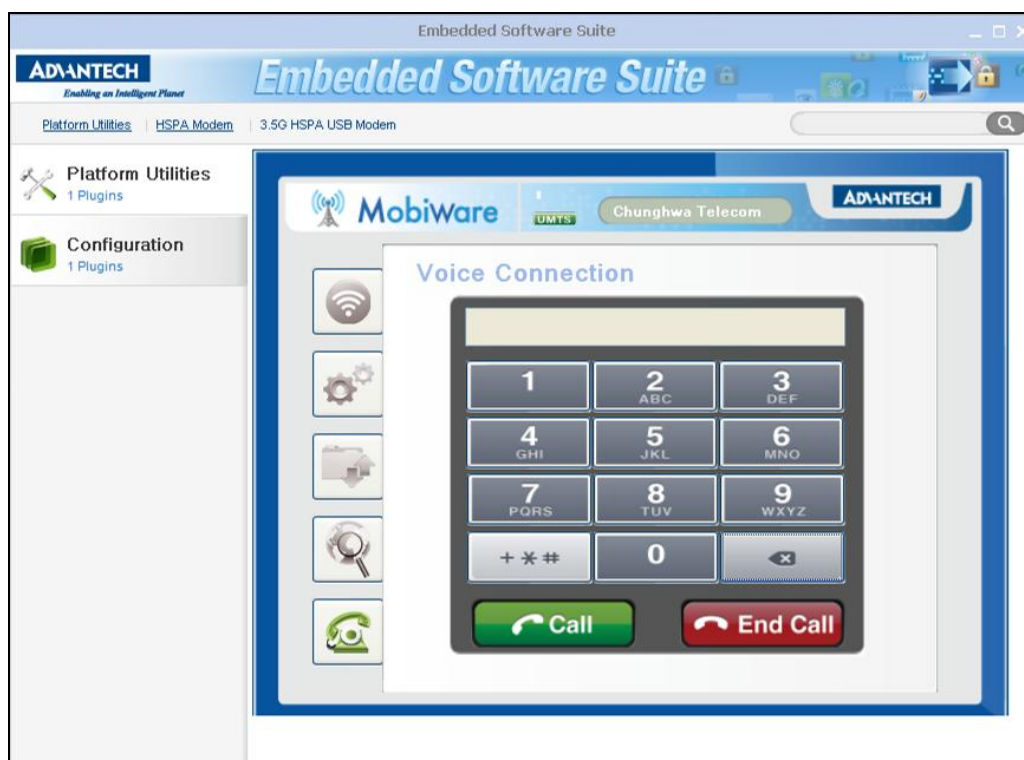 Embedded Software Suite
ADVANTECH
Enabling an Intelligent Planet
Embedded Software Suite
Platform Utilities | HSPA Modem | 3.5G HSPA USB Modem
Platform Utilities
1 Plugins
Configuration
1 Plugins
MobiWare
UMTS
Chunghwa Telecom
ADVANTECH
Voice Connection
1
2
ABC
3
DEF
4
GHI
5
JKL
6
MNO
7
PQRS
8
TUV
9
WXYZ
+ * #
0
Call
End Call